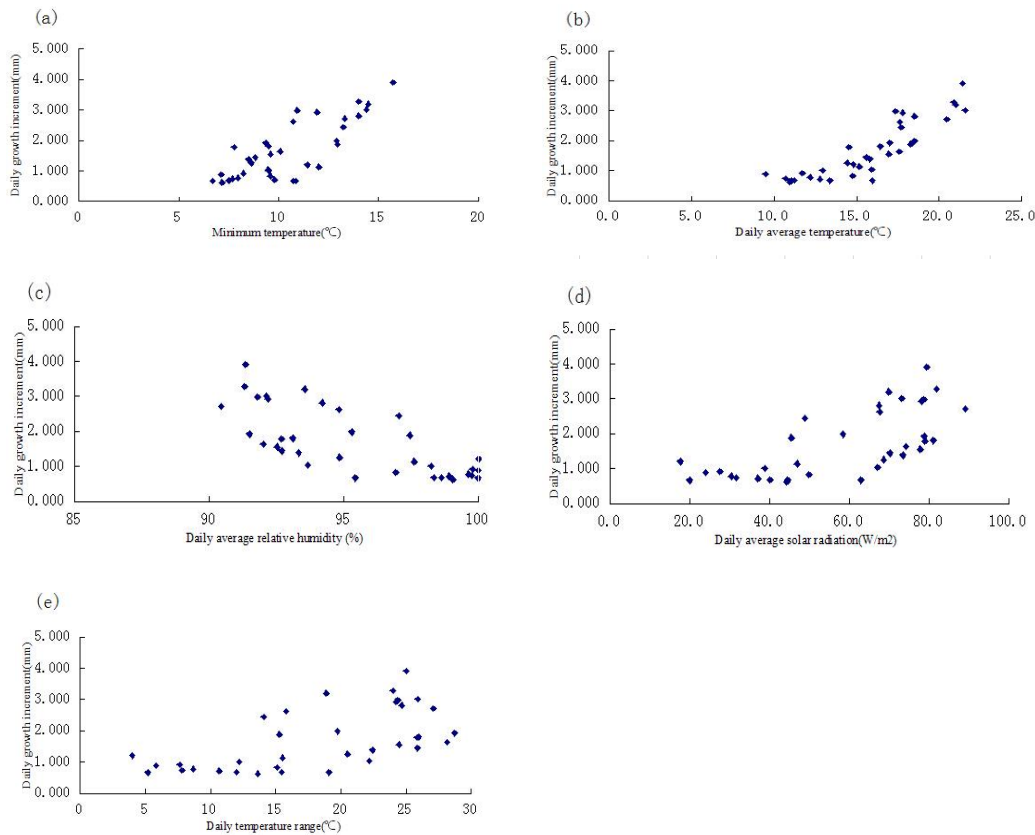 (a)
Daily growth increment(mm)
5.000
4.000
3.000
2.000
1.000
0.000
0 5 10 15 20
Minimum temperature(℃)
(b)
Daily growth increment(mm)
5.000
4.000
3.000
2.000
1.000
0.000
0.0 5.0 10.0 15.0 20.0 25.0
Daily average temperature(℃)
(c)
Daily growth increment(mm)
5.000
4.000
3.000
2.000
1.000
0.000
85 90 95 100
Daily average relative humidity (%)
(d)
Daily growth increment(mm)
5.000
4.000
3.000
2.000
1.000
0.000
0.0 20.0 40.0 60.0 80.0 100.0
Daily average solar radiation(W/m2)
(e)
Daily growth increment(mm)
5.000
4.000
3.000
2.000
1.000
0.000
0 5 10 15 20 25 30
Daily temperature range(℃)